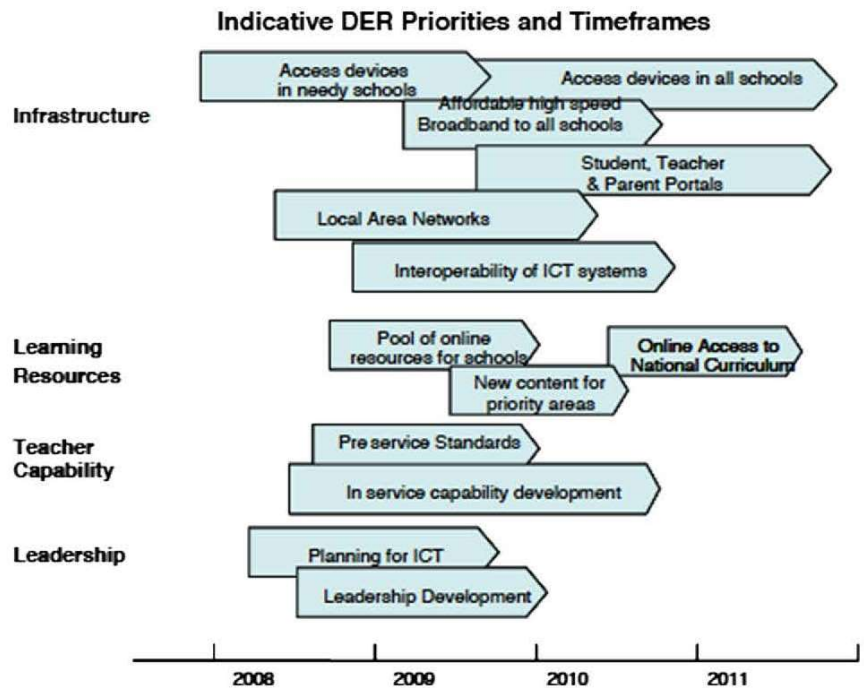 Indicative DER Priorities and Timeframes
Infrastructure
Access devices
in needy schools
Access devices in all schools
Affordable high speed
Broadband to all schools
Student, Teacher
& Parent Portals
Local Area Networks
Interoperability of ICT systems
Learning
Resources
Pool of online
resources for schools
Online Access to
National Curriculum
New content for
priority areas
Teacher
Capability
Pre service Standards
In service capability development
Leadership
Planning for ICT
Leadership Development
2008 2009 2010 2011